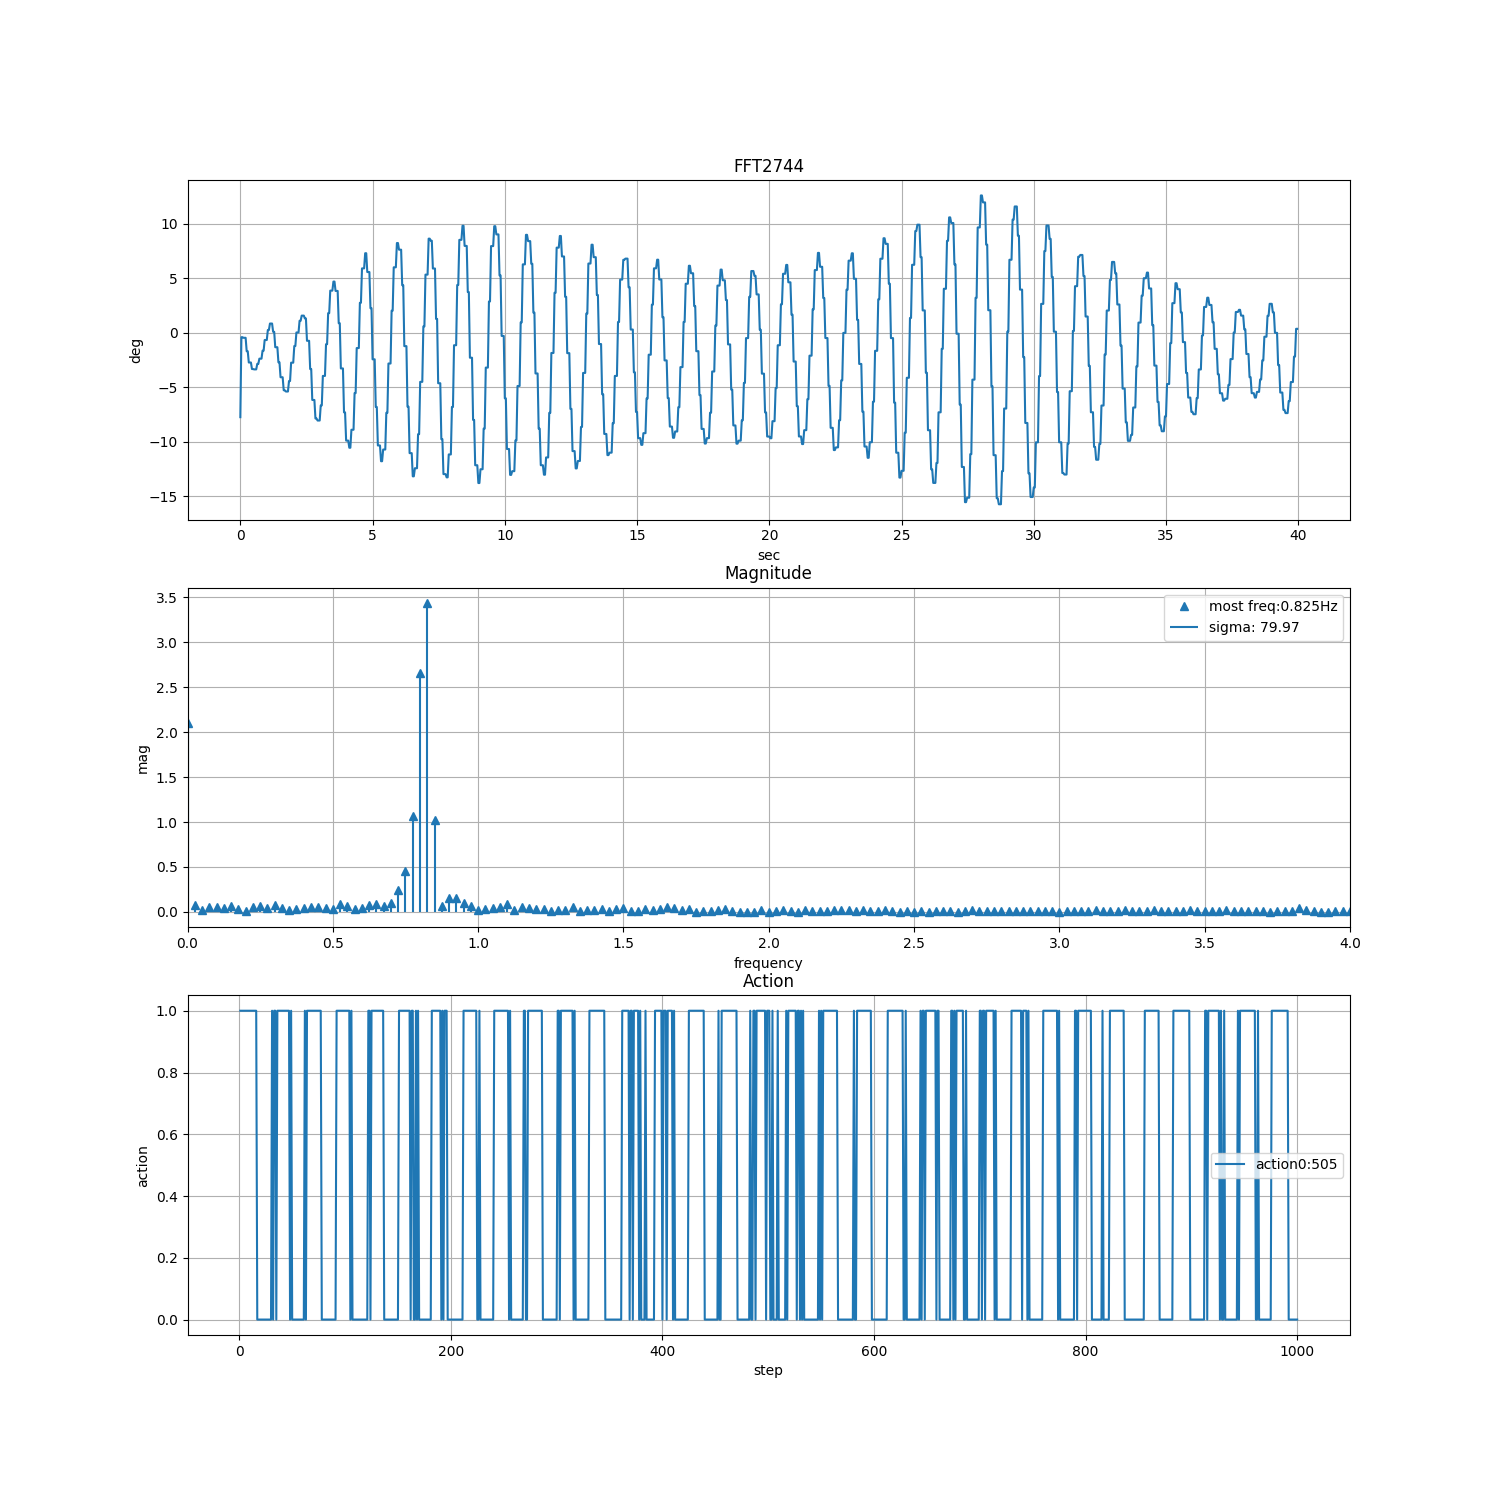 FFT2744
10
5
0
−5
−10
−15
deg
0 5 10 15 20 25 30 35 40
sec
Magnitude
3.5
3.0
2.5
2.0
1.5
1.0
0.5
0.0
mag
most freq:0.825Hz
sigma: 79.97
0.0 0.5 1.0 1.5 2.0 2.5 3.0 3.5 4.0
frequency
Action
1.0
0.8
0.6
0.4
0.2
0.0
action
action0:505
0 200 400 600 800 1000
step